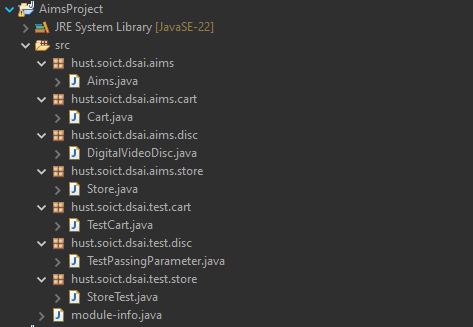 AimsProject
JRE System Library [JavaSE-22]
src
hust.soict.dsai.aims
Aims.java
hust.soict.dsai.aims.cart
Cart.java
hust.soict.dsai.aims.disc
DigitalVideoDisc.java
hust.soict.dsai.aims.store
Store.java
hust.soict.dsai.test.cart
TestCart.java
hust.soict.dsai.test.disc
TestPassingParameter.java
hust.soict.dsai.test.store
StoreTest.java
module-info.java